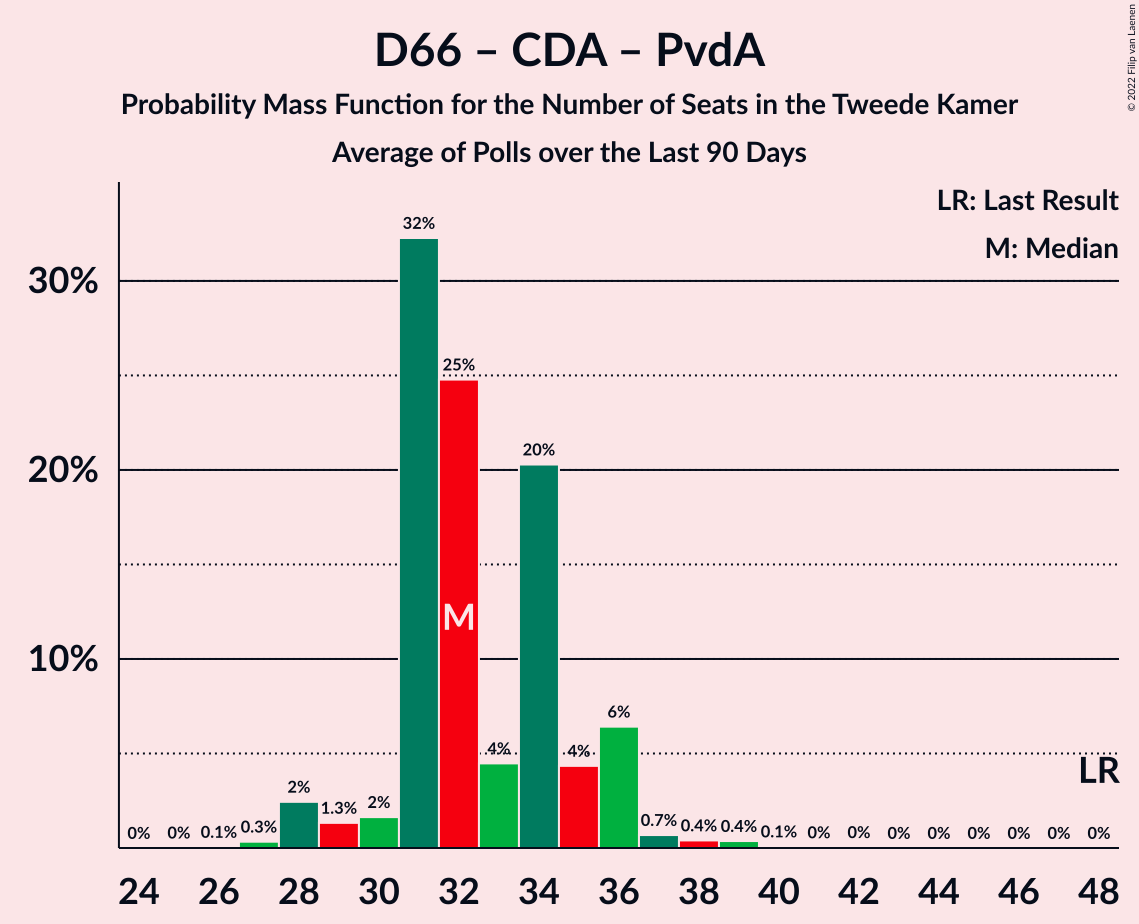 D66 – CDA – PvdA
Probability Mass Function for the Number of Seats in the Tweede Kamer
Average of Polls over the Last 90 Days
© 2022 Filip van Laenen
LR: Last Result
M: Median
30%
20%
10%
0% 0% 0.1% 0.3% 2% 1.3% 2% 32% 25% 4% 20% 4% 6% 0.7% 0.4% 0.4% 0.1% 0% 0% 0% 0% 0% 0% 0% 0%
M
LR
24 26 28 30 32 34 36 38 40 42 44 46 48